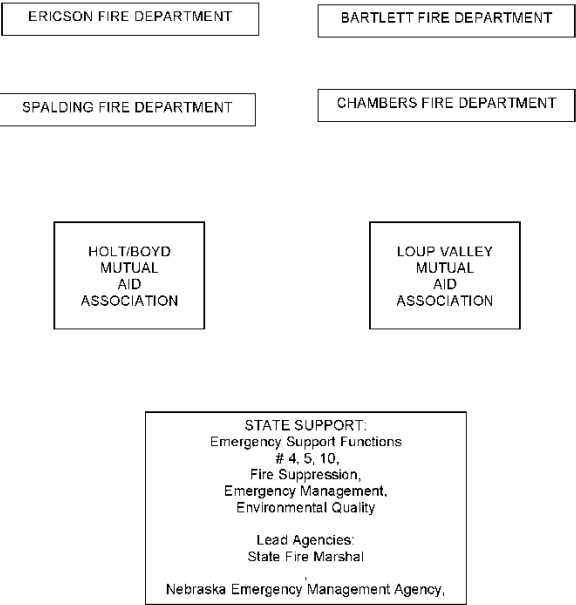 ERICSON FIRE DEPARTMENT
BARTLETT FIRE DEPARTMENT
SPALDING FIRE DEPARTMENT
CHAMBERS FIRE DEPARTMENT
HOLT/BOYD
MUTUAL
AID
ASSOCIATION
LOUP VALLEY
MUTUAL
AID
ASSOCIATION
STATE SUPPORT:
Emergency Support Functions
# 4, 5, 10,
Fire Suppression,
Emergency Management,
Environmental Quality
Lead Agencies:
State Fire Marshal
,
Nebraska Emergency Management Agency,